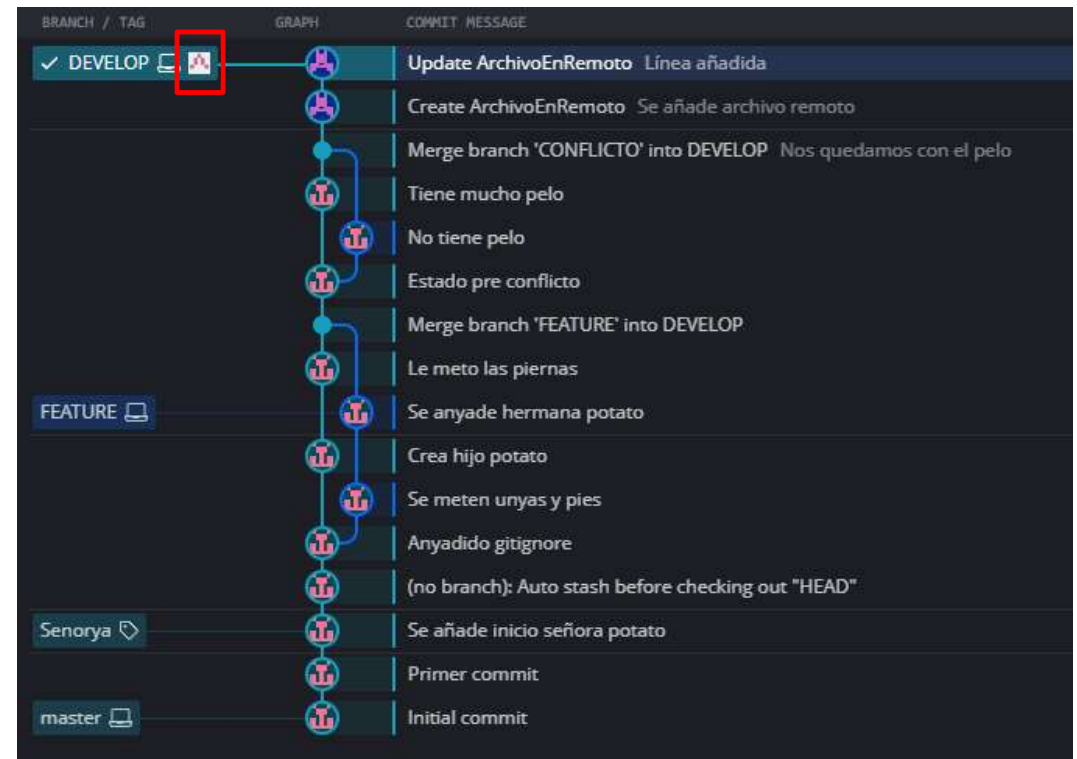 BRANCH / TAG GRAPH COMMIT MESSAGE
DEVELOP Update ArchivoEnRemoto Línea añadida
Create ArchivoEnRemoto Se añade archivo remoto
Merge branch 'CONFLICTO' into DEVELOP Nos quedamos con el pelo
Tiene mucho pelo
No tiene pelo
Estado pre conflicto
Merge branch 'FEATURE' into DEVELOP
Le meto las piernas
FEATURE Se anyade hermana potato
Crea hijo potato
Se meten unyas y pies
Anyadido gitignore
(no branch): Auto stash before checking out "HEAD"
Senorya Se añade inicio señora potato
Primer commit
master Initial commit